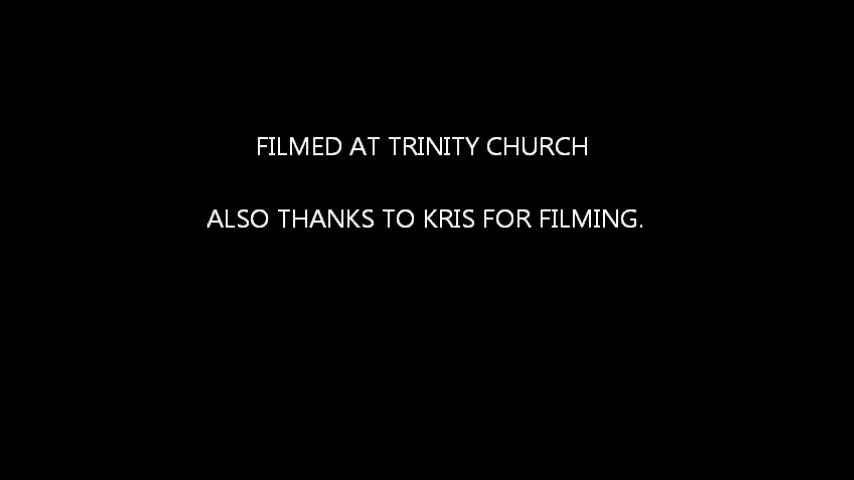 FILMED AT TRINITY CHURCH
ALSO THANKS TO KRIS FOR FILMING.